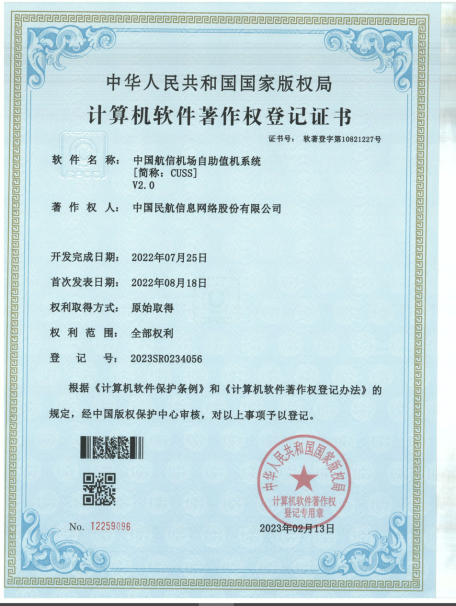 中华人民共和国国家版权局
计算机软件著作权登记证书
证书号： 软著登字第10821227号
软件名称： 中国航信机场自助值机系统
[简称：CUSS]
V2.0
著作权人： 中国民航信息网络股份有限公司
开发完成日期： 2022年07月25日
首次发表日期： 2022年08月18日
权利取得方式： 原始取得
权利范围： 全部权利
登记号： 2023SR0234056
根据《计算机软件保护条例》和《计算机软件著作权登记办法》的
规定，经中国版权保护中心审核，对以上事项予以登记。
中华人民共和国国家版权局
计算机软件著作权
登记专用章
No. 12259096
2023年02月13日